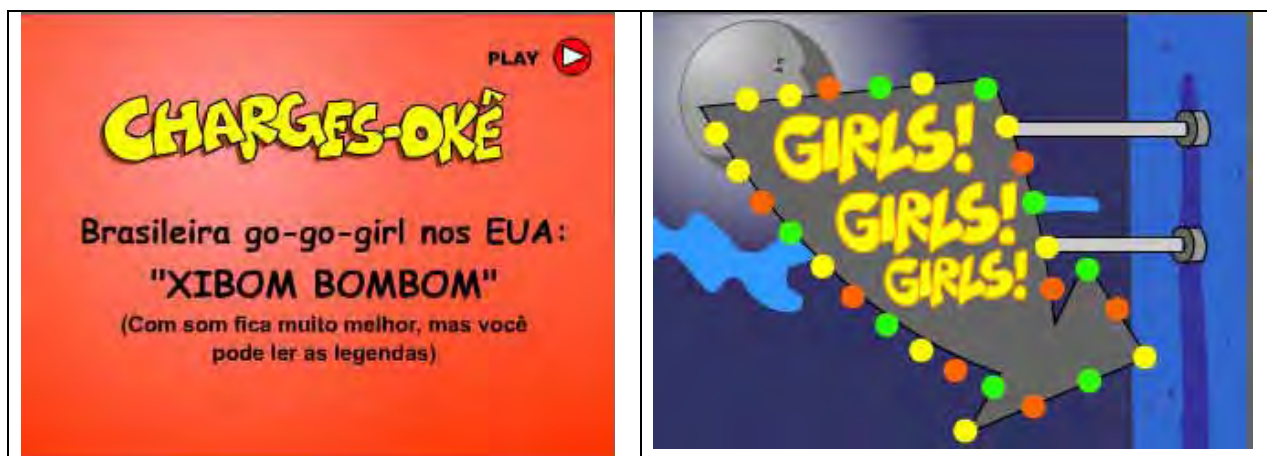 PLAY
CHARGES-OKÊ
Brasileira go-go-girl nos EUA:
"XIBOM BOMBOM"
(Com som fica muito melhor, mas você
pode ler as legendas)
GIRLS!
GIRLS!
GIRLS!